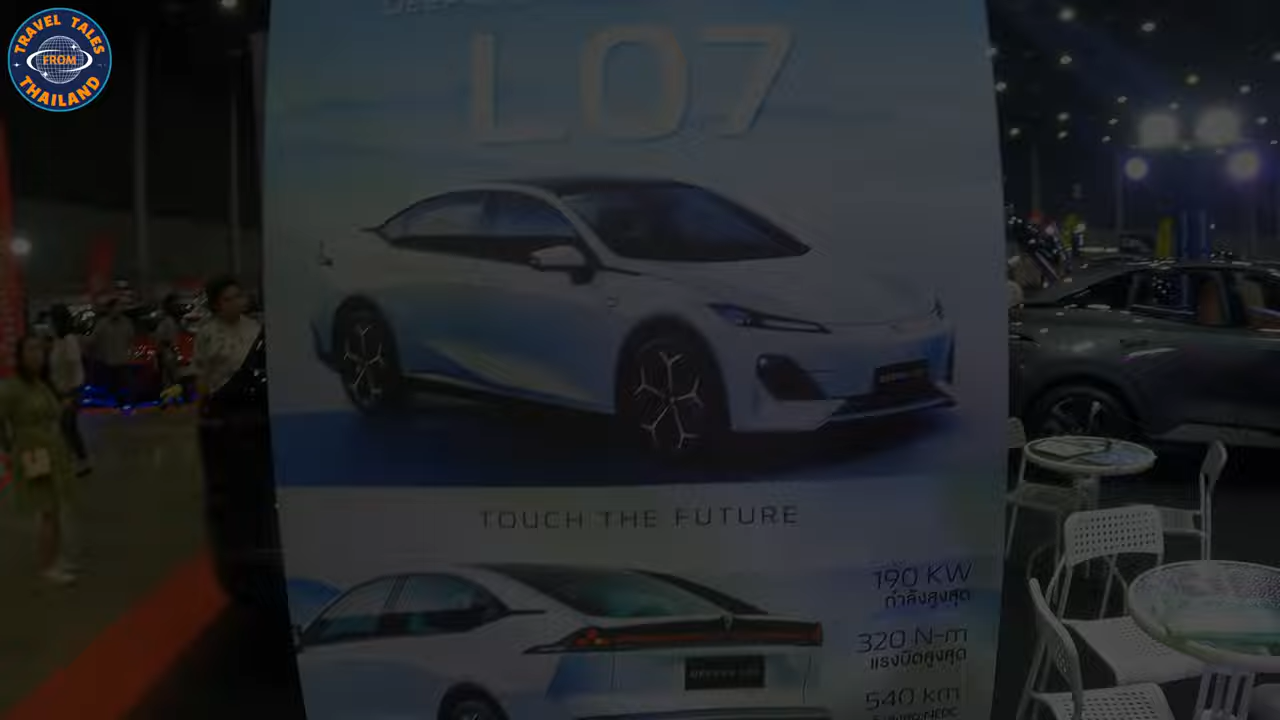 TRAVEL TALES
FROM
THAILAND
L07
TOUCH THE FUTURE
190 KW
กำลังสูงสุด
320 N-m
แรงบิดสูงสุด
540 km